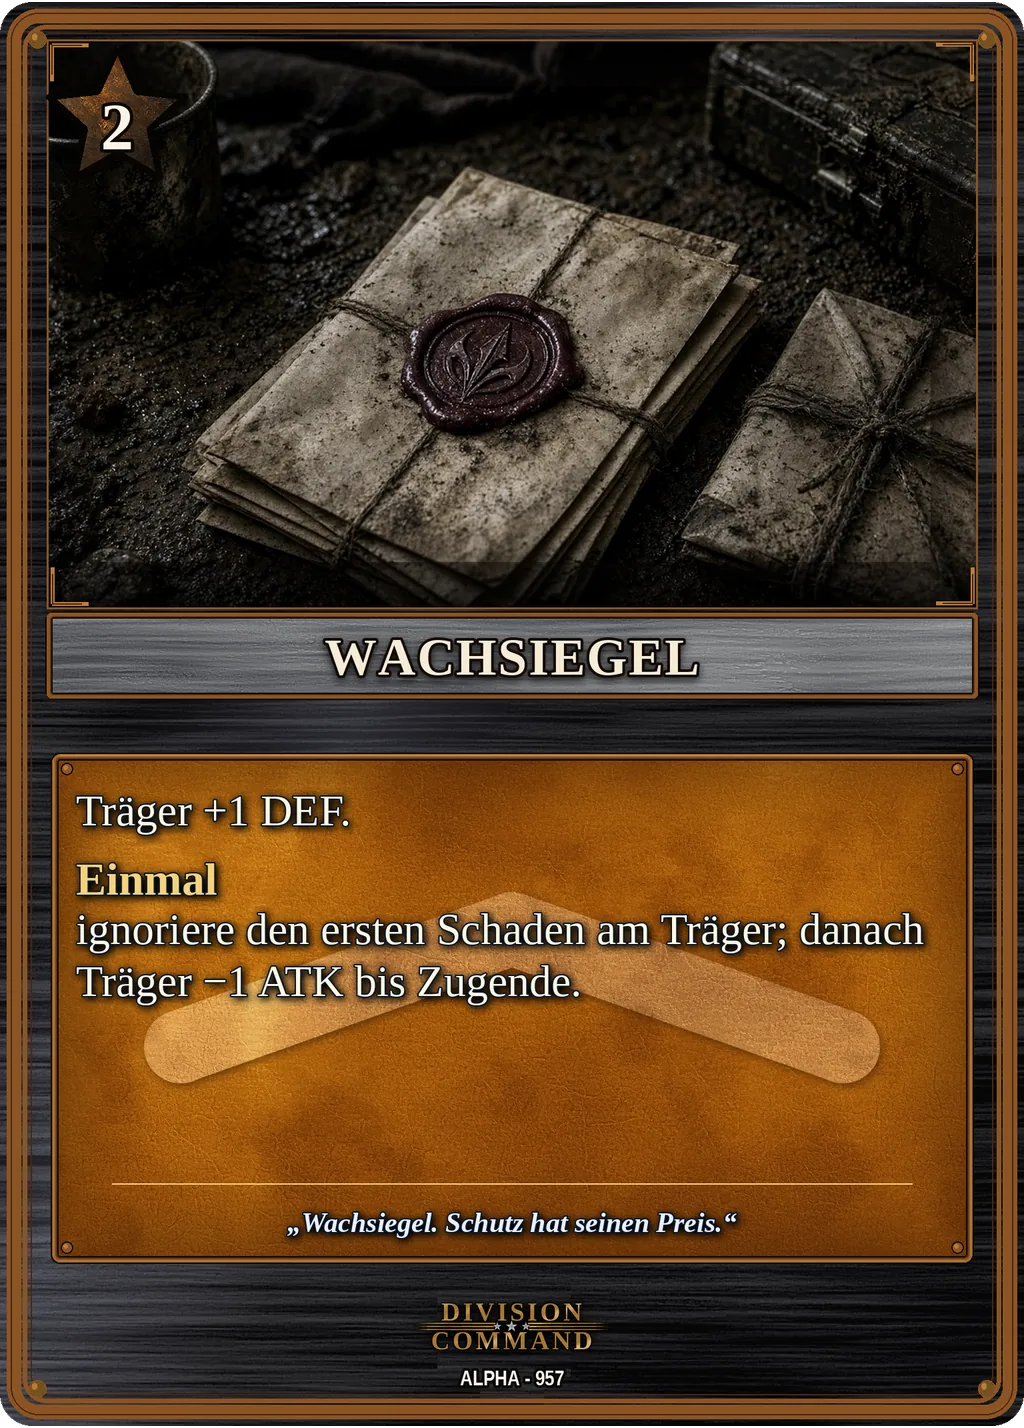 2
WACHSIEGEL
Träger +1 DEF.
Einmal
ignoriere den ersten Schaden am Träger; danach
Träger −1 ATK bis Zugende.
„Wachsiegel. Schutz hat seinen Preis.“
DIVISION
COMMAND
ALPHA - 957